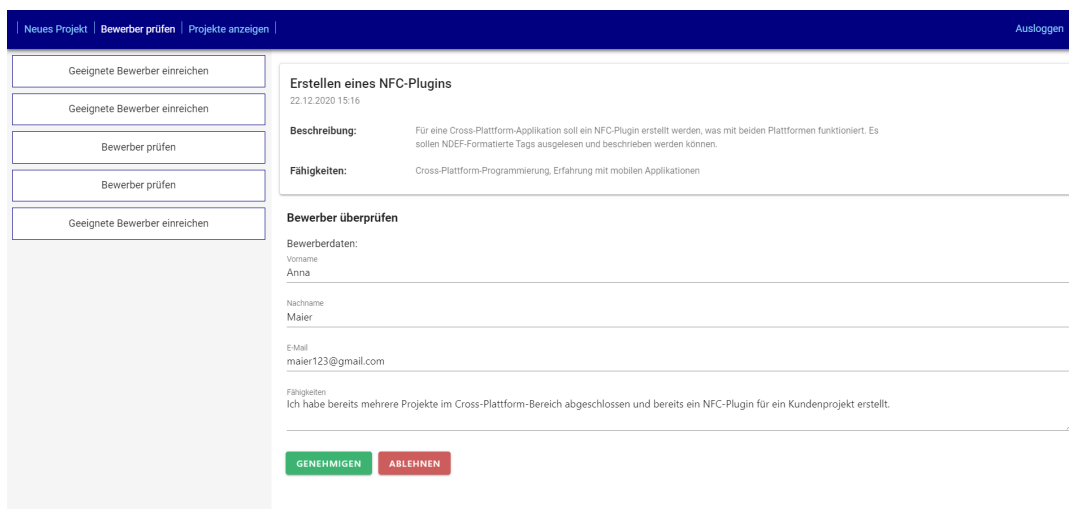 Neues Projekt | Bewerber prüfen | Projekte anzeigen | Ausloggen
Geeignete Bewerber einreichen
Geeignete Bewerber einreichen
Bewerber prüfen
Bewerber prüfen
Geeignete Bewerber einreichen
Erstellen eines NFC-Plugins
22.12.2020 15:16
Beschreibung: Für eine Cross-Plattform-Applikation soll ein NFC-Plugin erstellt werden, was mit beiden Plattformen funktioniert. Es
sollen NDEF-Formatierte Tags ausgelesen und beschrieben werden können.
Fähigkeiten: Cross-Plattform-Programmierung, Erfahrung mit mobilen Applikationen
Bewerber überprüfen
Bewerberdaten:
Vorname
Anna
Nachname
Maier
E-Mail
maier123@gmail.com
Fähigkeiten
Ich habe bereits mehrere Projekte im Cross-Plattform-Bereich abgeschlossen und bereits ein NFC-Plugin für ein Kundenprojekt erstellt.
GENEHMIGEN ABLEHNEN